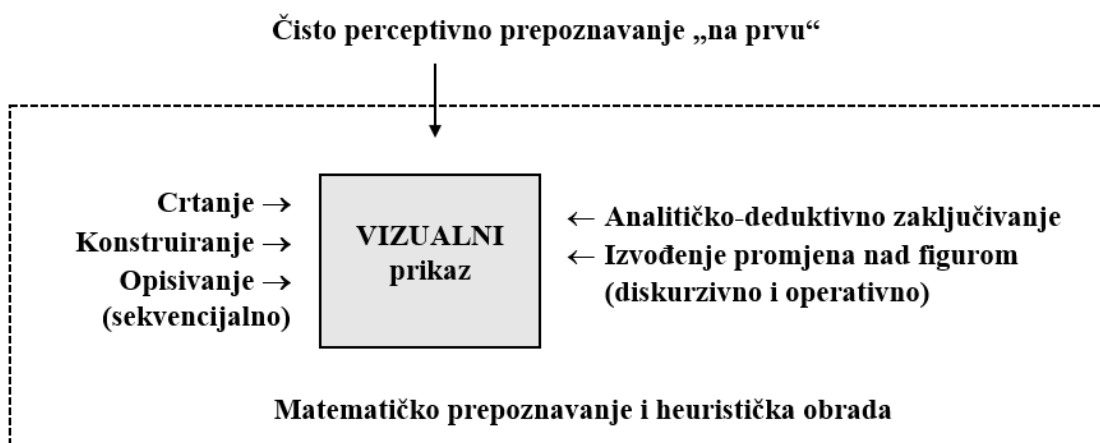 Čisto perceptivno prepoznavanje „na prvu“
Crtanje →
Konstruiranje →
Opisivanje →
(sekvencijalno)
VIZUALNI
prikaz
← Analitičko-deduktivno zaključivanje
← Izvođenje promjena nad figurom
(diskurzivno i operativno)
Matematičko prepoznavanje i heuristička obrada